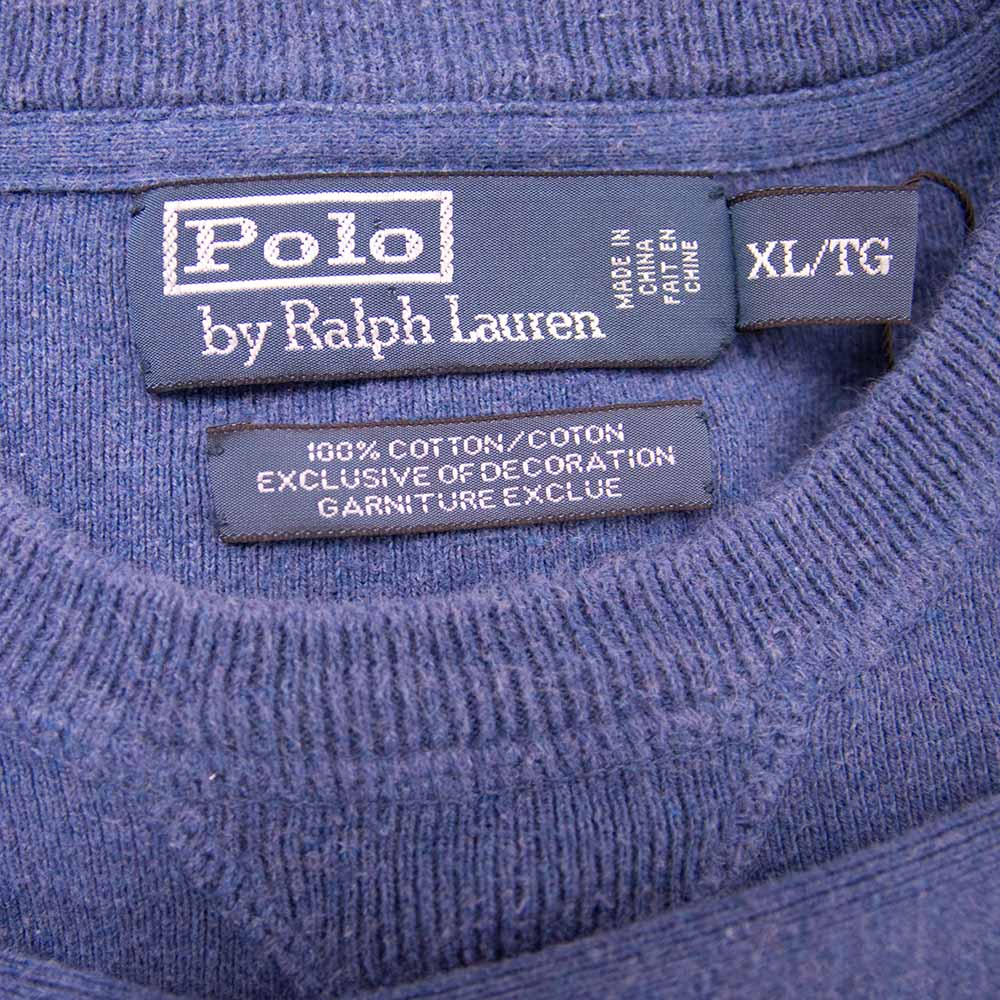 Polo
by Ralph Lauren
MADE IN
CHINA
FAIT EN
CHINE
XL/TG
100% COTTON/COTON
EXCLUSIVE OF DECORATION
GARNITURE EXCLUE